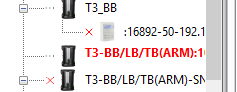 T3_BB
:16892-50-192.1
T3-BB/LB/TB(ARM):1
T3-BB/LB/TB(ARM)-SN